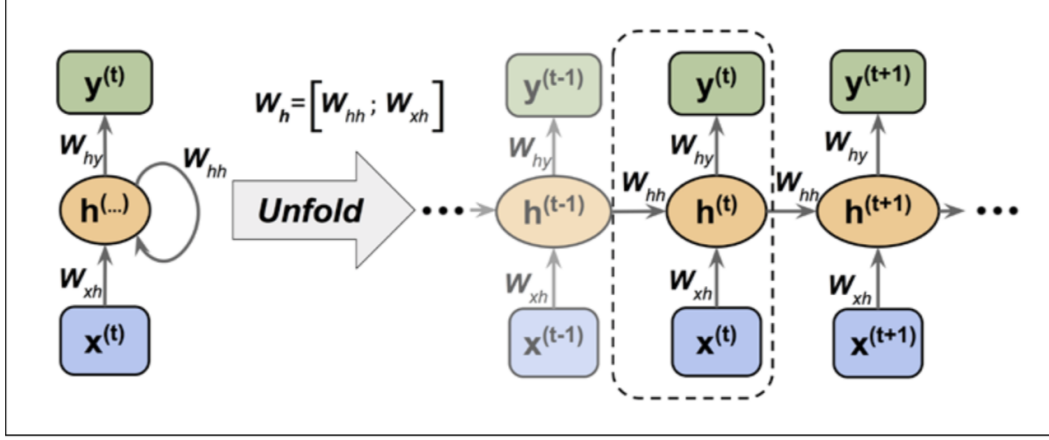 y(t)
W_hy
W_hh
h(...)
W_xh
x(t)
W_h=[W_hh ; W_xh]
Unfold
•••
y(t-1)
W_hy
h(t-1)
W_xh
x(t-1)
W_hh
y(t)
W_hy
h(t)
W_xh
x(t)
W_hh
y(t+1)
W_hy
h(t+1)
W_xh
x(t+1)
•••